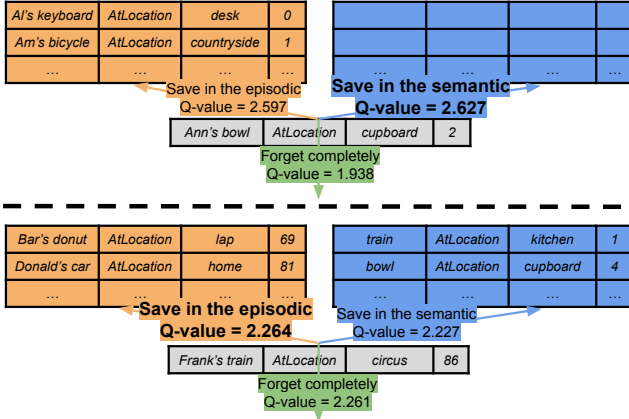 Al's keyboard AtLocation desk 0
Am's bicycle AtLocation countryside 1
... ... ... ... ... ... ... ...
Save in the episodic
Q-value = 2.597
Save in the semantic
Q-value = 2.627
Ann's bowl AtLocation cupboard 2
Forget completely
Q-value = 1.938
Bar's donut AtLocation lap 69 train AtLocation kitchen 1
Donald's car AtLocation home 81 bowl AtLocation cupboard 4
... ... ... ... ... ... ... ...
Save in the episodic
Q-value = 2.264
Save in the semantic
Q-value = 2.227
Frank's train AtLocation circus 86
Forget completely
Q-value = 2.261